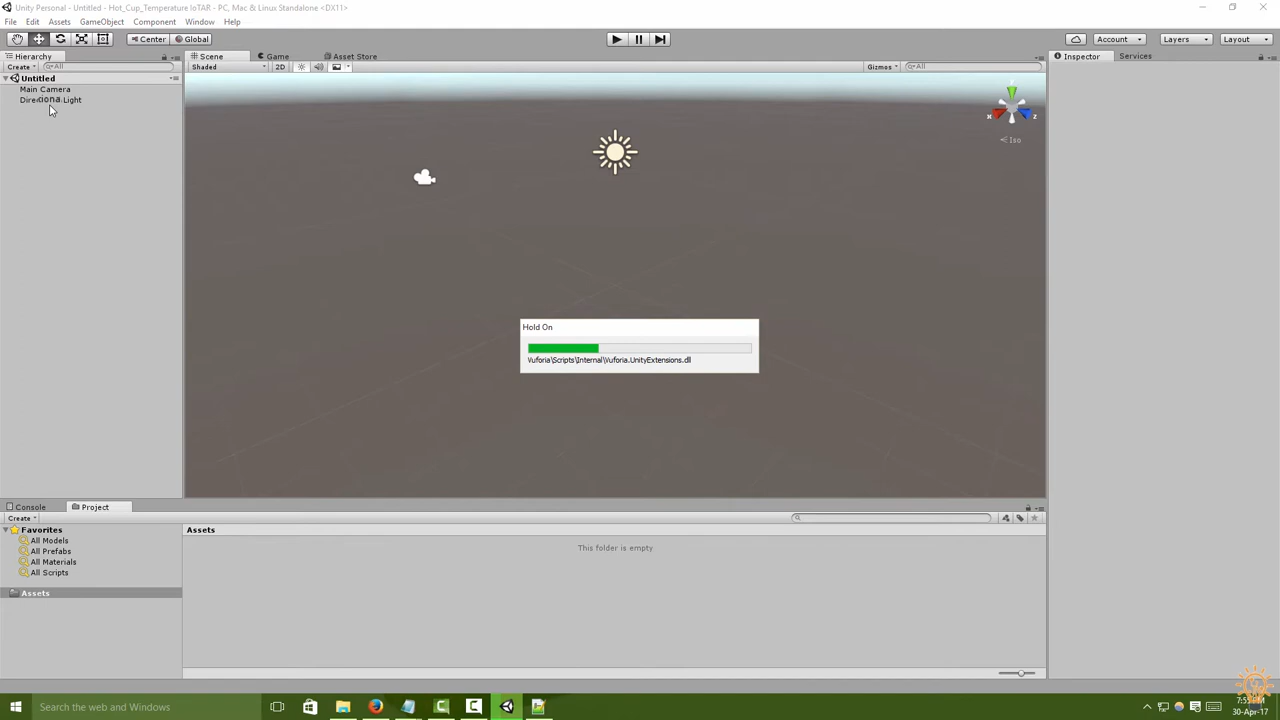 Unity Personal - Untitled - Hot_Cup_Temperature IoTAR - PC, Mac & Linux Standalone <DX11>
File Edit Assets GameObject Component Window Help
Center Global Account Layers Layout
Hierarchy Scene Game Asset Store Inspector Services
Create All Shaded 2D Gizmos All
Untitled
Main Camera
Directional Light
x z
Iso
Hold On
Vuforia\Scripts\Internal\Vuforia.UnityExtensions.dll
Console Project
Create
Favorites Assets
All Models This folder is empty
All Prefabs
All Materials
All Scripts
Assets
Search the web and Windows
30-Apr-17